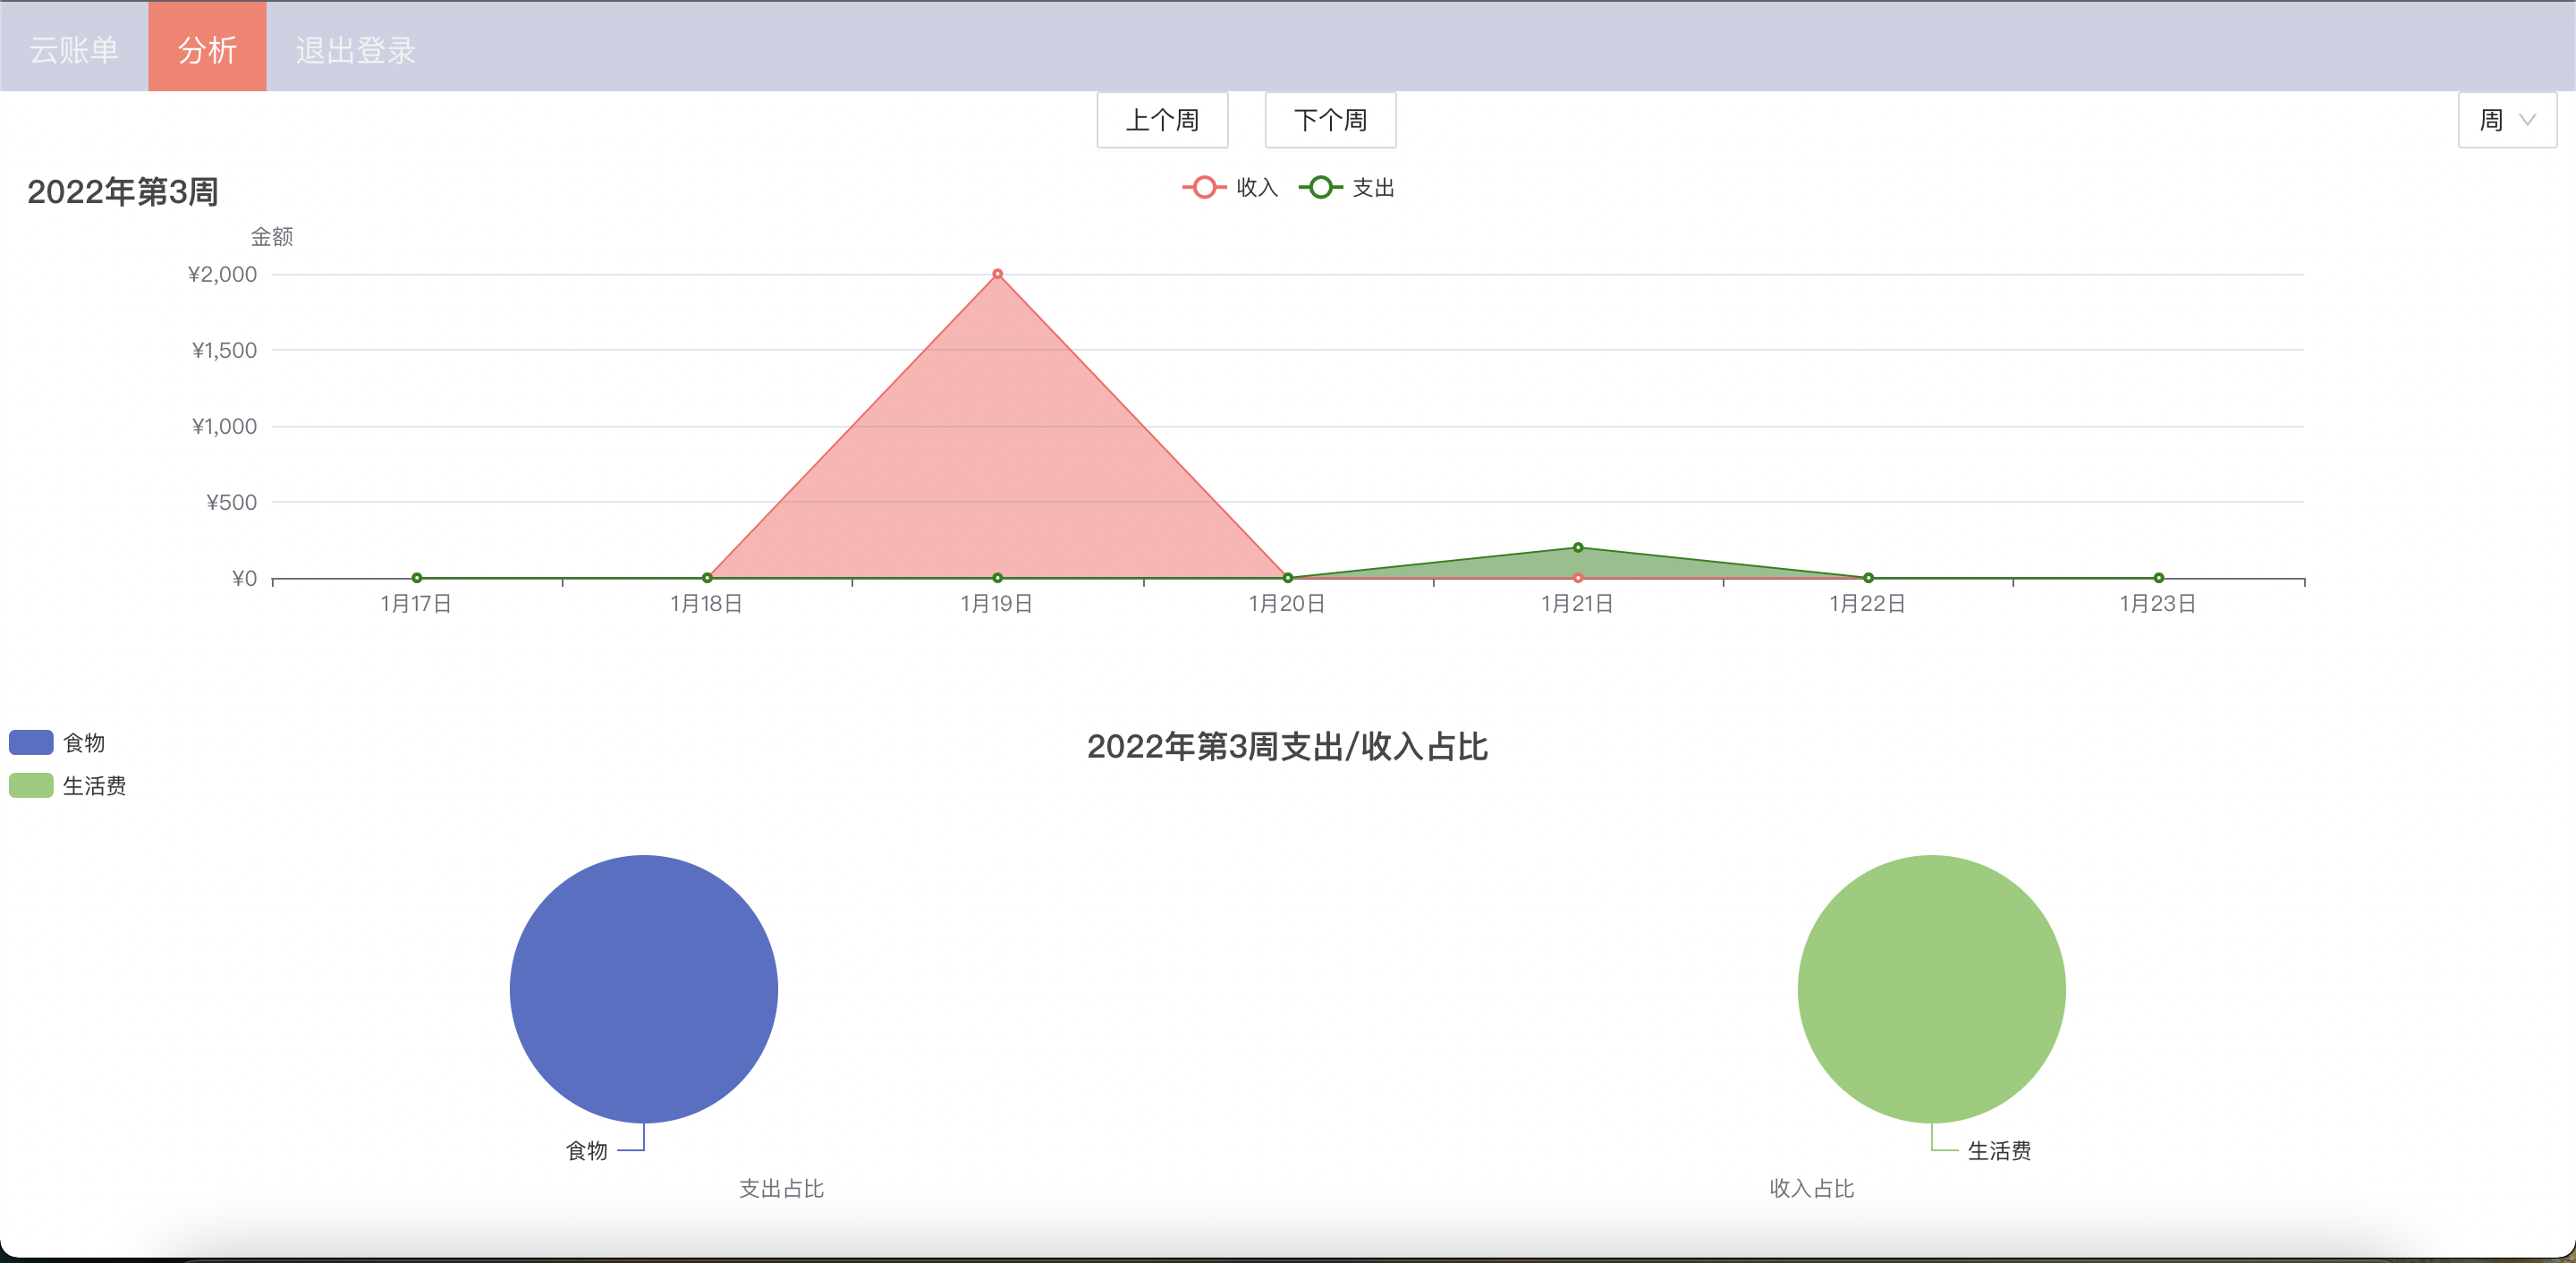 云账单 分析 退出登录
上个周 下个周 周
2022年第3周
收入 支出
金额
¥2,000
¥1,500
¥1,000
¥500
¥0
1月17日 1月18日 1月19日 1月20日 1月21日 1月22日 1月23日
食物
生活费
2022年第3周支出/收入占比
食物
生活费
支出占比
收入占比